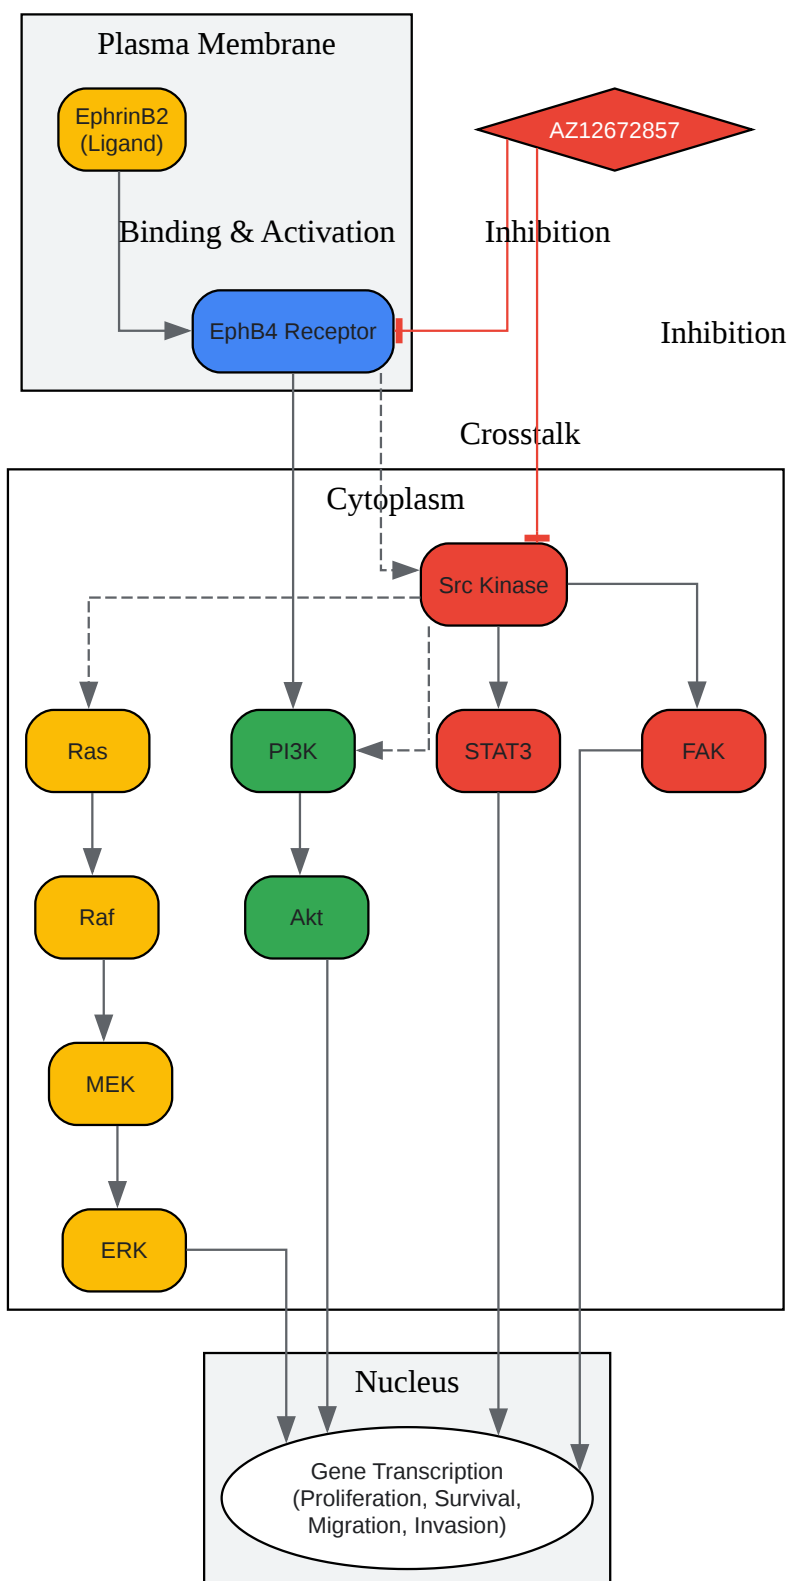 Plasma Membrane
EphrinB2
(Ligand)
AZ12672857
Binding & Activation
Inhibition
EphB4 Receptor
Inhibition
Crosstalk
Cytoplasm
Src Kinase
Ras
PI3K
STAT3
FAK
Raf
Akt
MEK
ERK
Nucleus
Gene Transcription
(Proliferation, Survival,
Migration, Invasion)